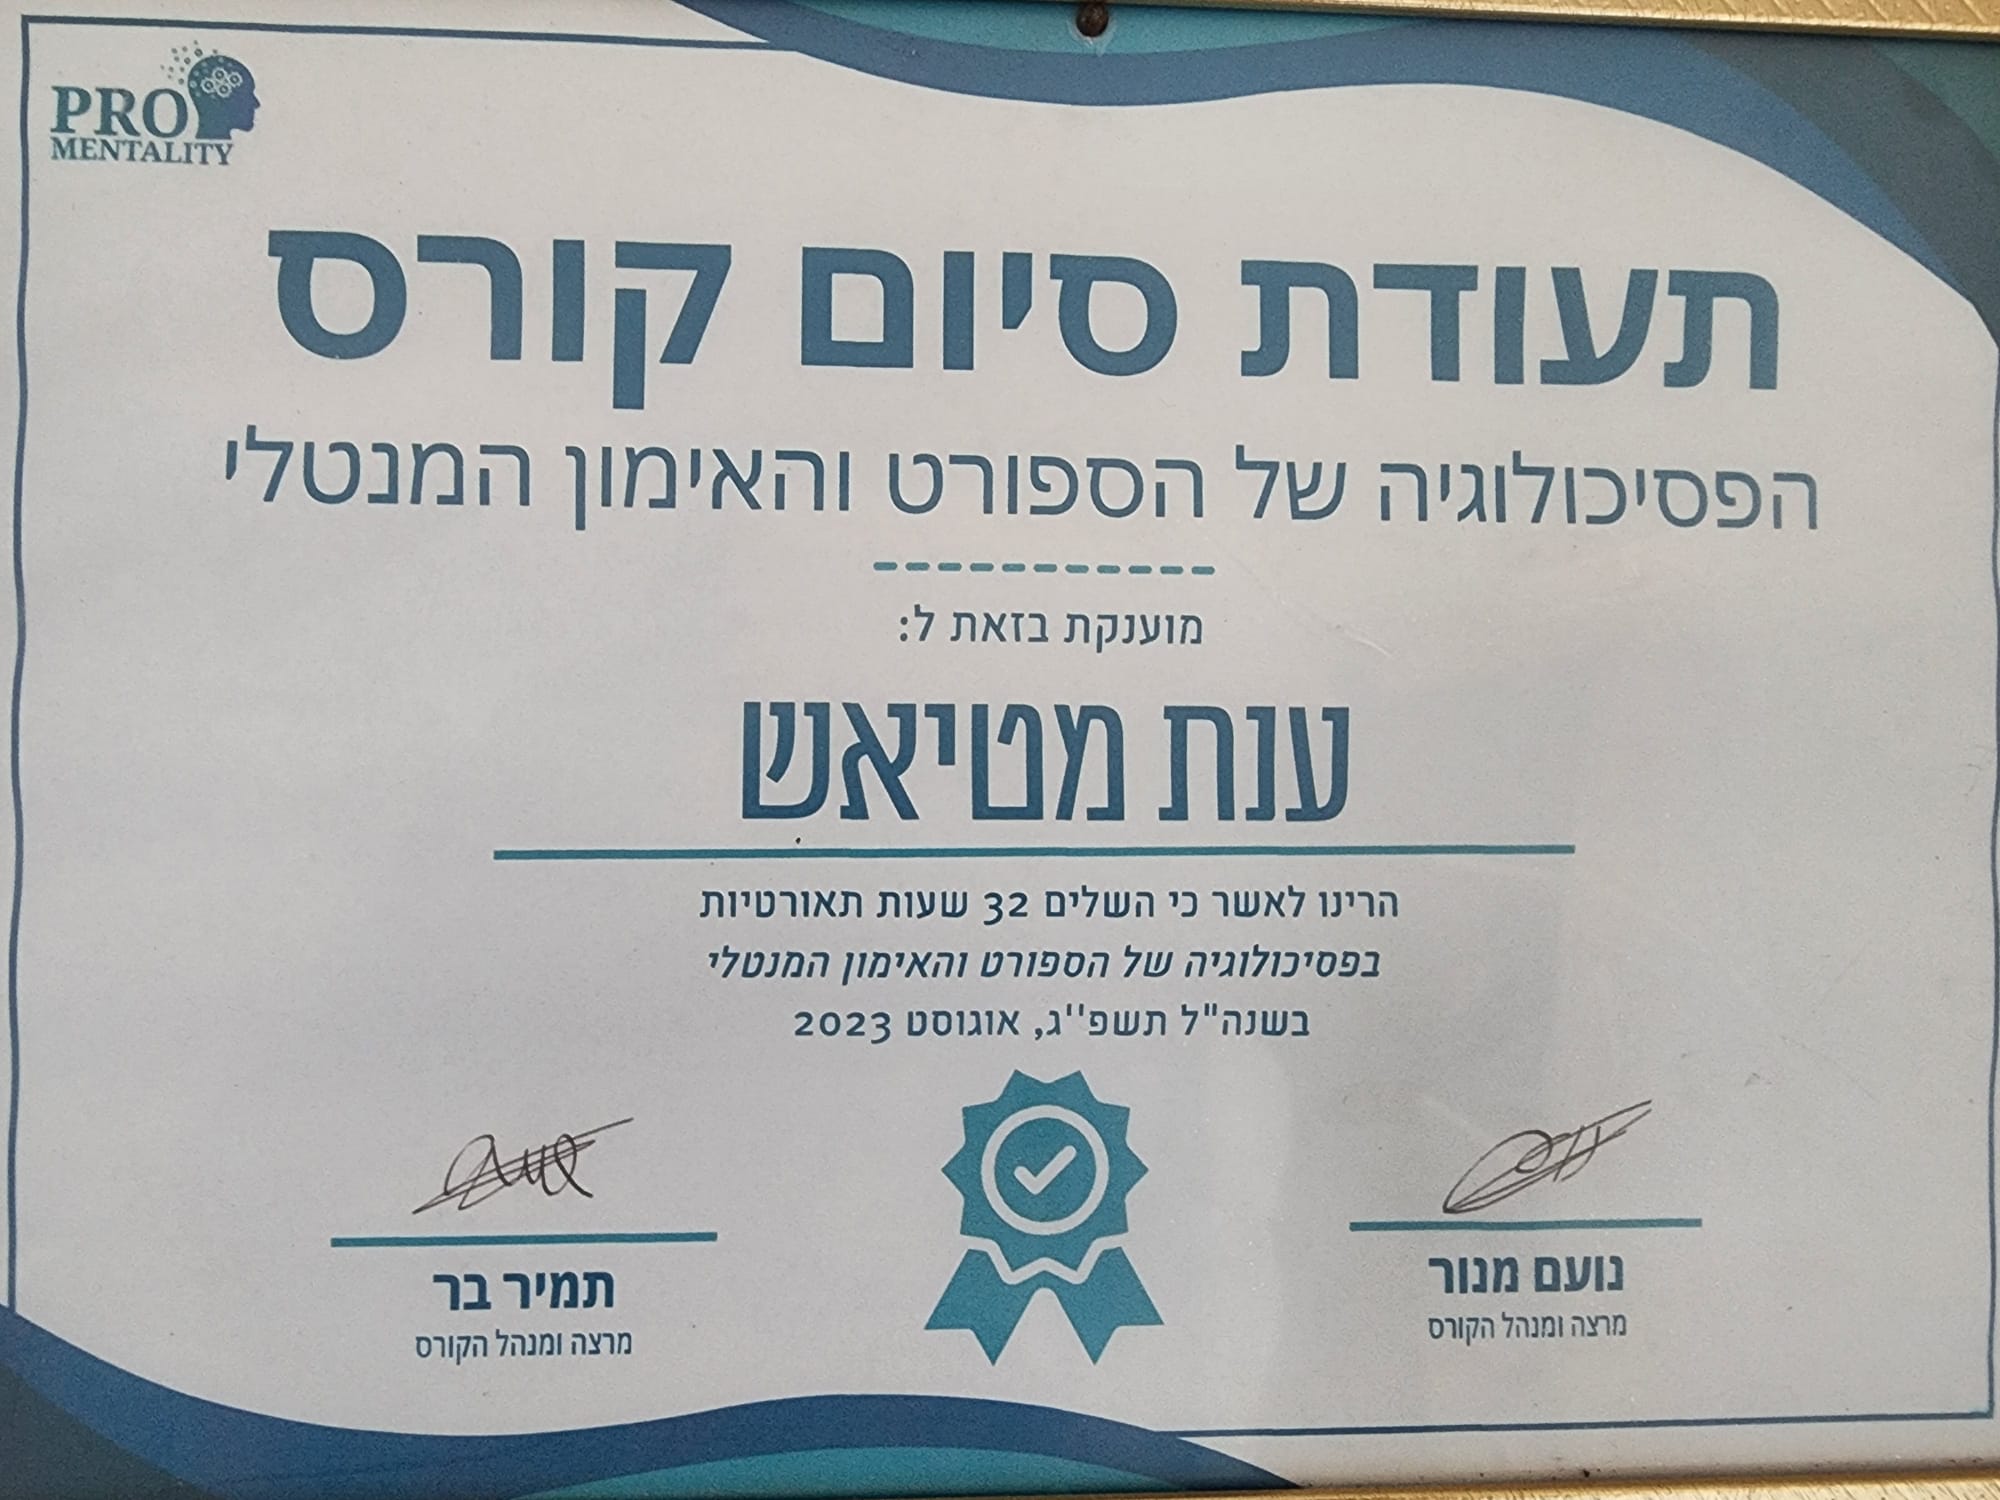 PRO
MENTALITY
תעודת סיום קורס
הפסיכולוגיה של הספורט והאימון המנטלי
מוענקת בזאת ל:
ענת מטיאש
הרינו לאשר כי השלים 32 שעות תאורטיות
בפסיכולוגיה של הספורט והאימון המנטלי
בשנה"ל תשפ''ג, אוגוסט 2023
נועם מנור
מרצה ומנהל הקורס
תמיר בר
מרצה ומנהל הקורס